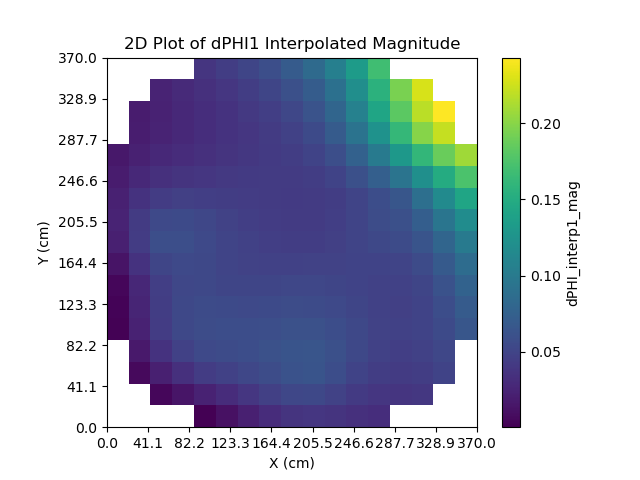 2D Plot of dPHI1 Interpolated Magnitude
370.0
328.9
287.7
246.6
205.5
164.4
123.3
82.2
41.1
0.0
Y (cm)
0.0 41.1 82.2 123.3 164.4 205.5 246.6 287.7 328.9 370.0
X (cm)
0.20
0.15
0.10
0.05
dPHI_interp1_mag